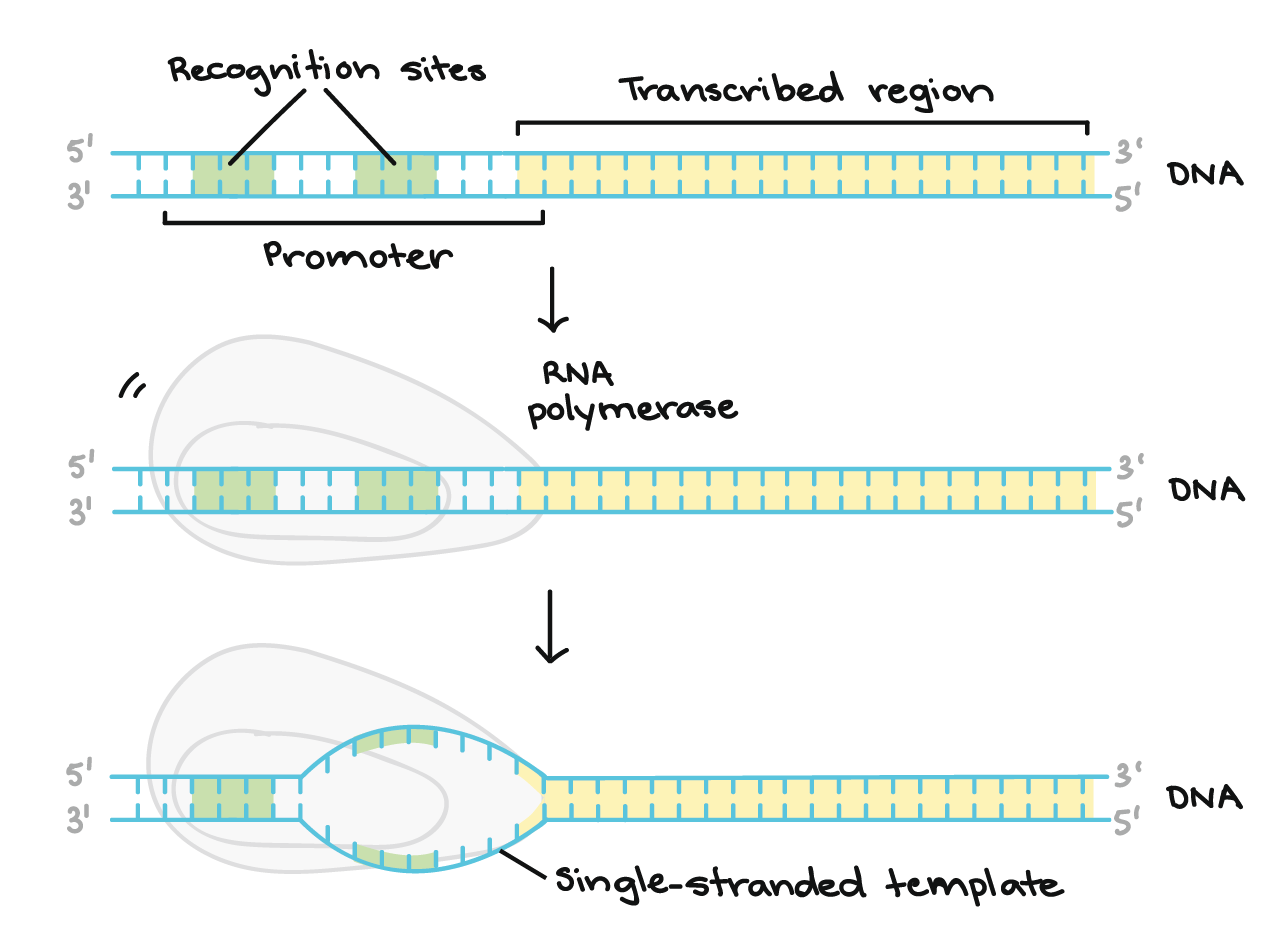 Recognition sites
Transcribed region
5' 3'
DNA
3' 5'
Promoter
RNA
polymerase
5' 3'
DNA
3' 5'
5' 3'
DNA
3' 5'
Single-stranded template